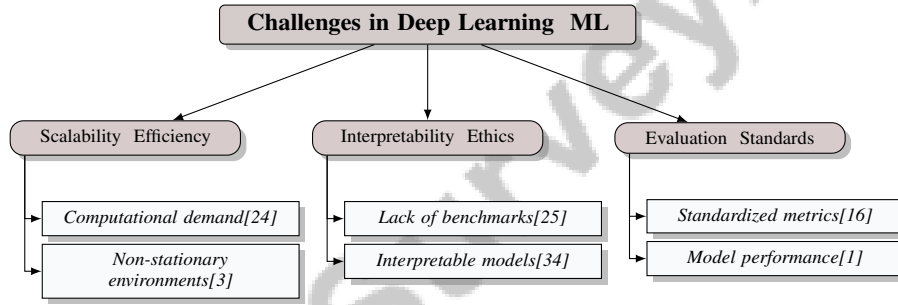 Challenges in Deep Learning ML
Scalability Efficiency
Interpretability Ethics
Evaluation Standards
Computational demand[24]
Non-stationary
environments[3]
Lack of benchmarks[25]
Interpretable models[34]
Standardized metrics[16]
Model performance[1]
Survey